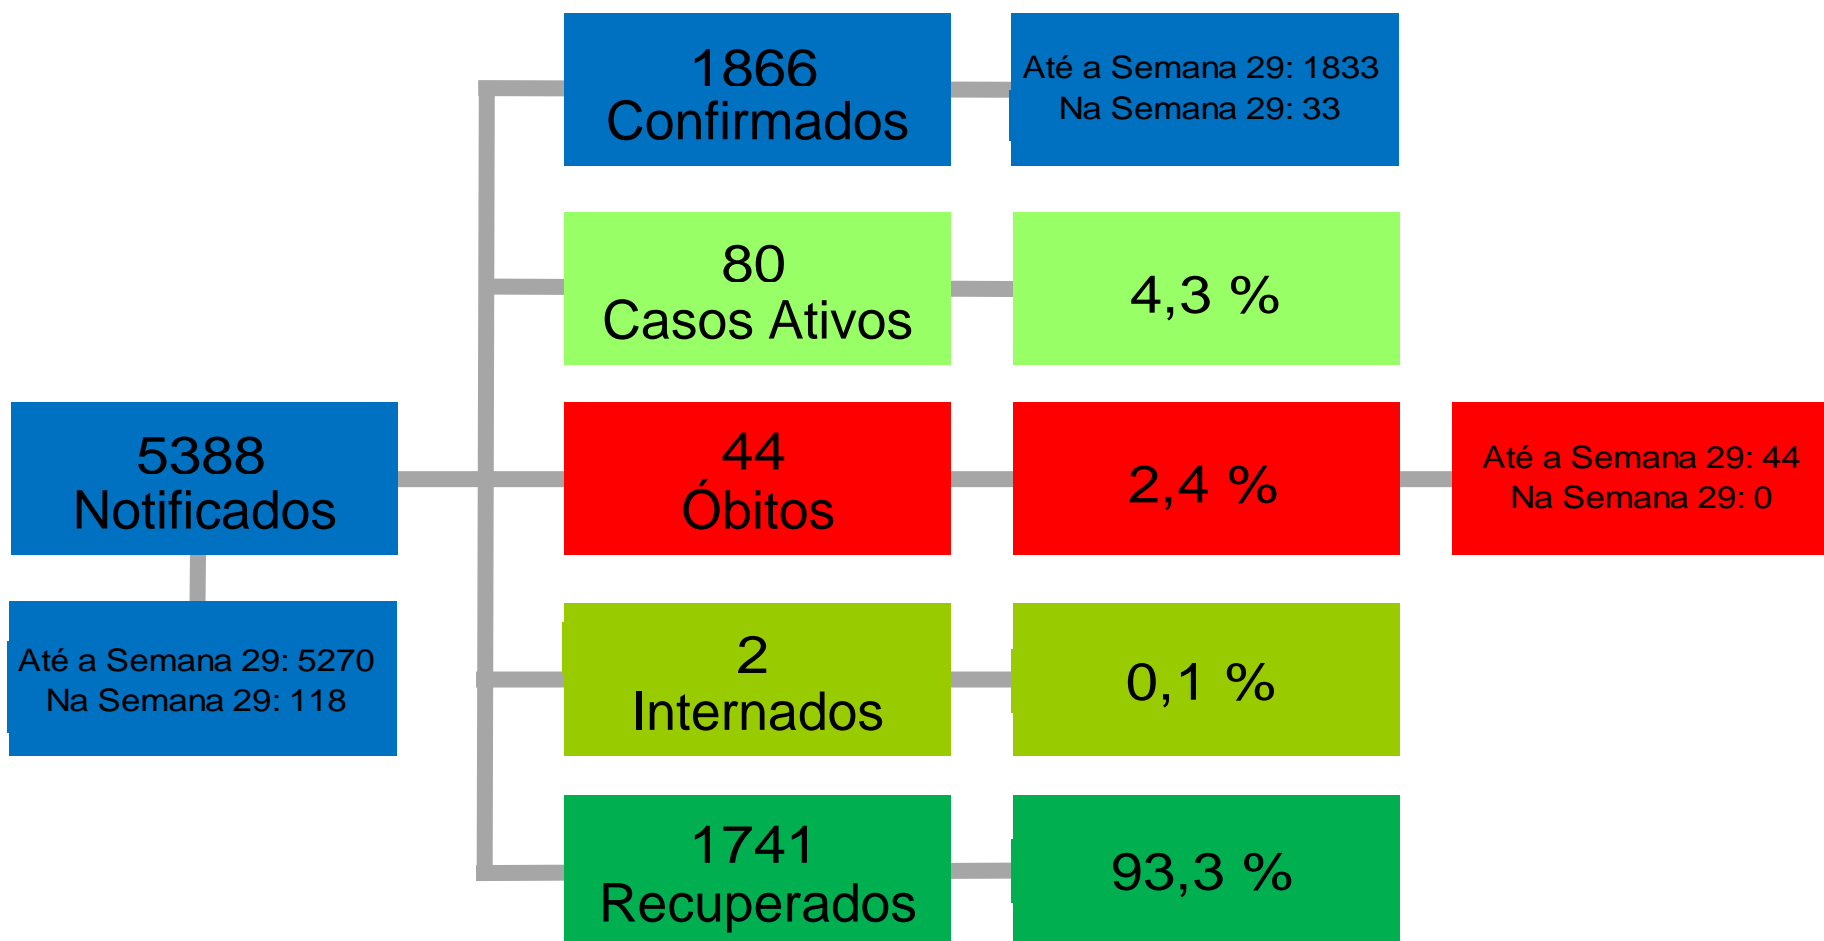 1866
Confirmados
Até a Semana 29: 1833
Na Semana 29: 33
80
Casos Ativos
4,3 %
5388
Notificados
44
Óbitos
2,4 %
Até a Semana 29: 44
Na Semana 29: 0
Até a Semana 29: 5270
Na Semana 29: 118
2
Internados
0,1 %
1741
Recuperados
93,3 %